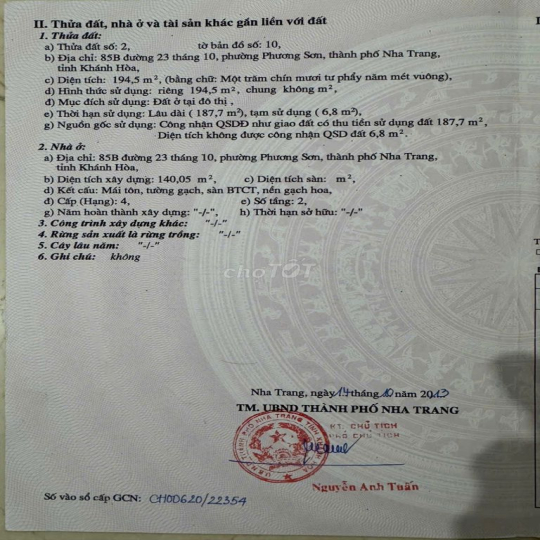 II. Thửa đất, nhà ở và tài sản khác gắn liền với đất
1. Thửa đất:
a) Thửa đất số: 2, tờ bản đồ số: 10,
b) Địa chỉ: 85B đường 23 tháng 10, phường Phương Sơn, thành phố Nha Trang,
tỉnh Khánh Hòa,
c) Diện tích: 194,5 m², (bằng chữ: Một trăm chín mươi tư phẩy năm mét vuông),
d) Hình thức sử dụng: riêng 194,5 m², chung không m²,
đ) Mục đích sử dụng: Đất ở tại đô thị,
e) Thời hạn sử dụng: Lâu dài ( 187,7 m²), tạm sử dụng ( 6,8 m²),
g) Nguồn gốc sử dụng: Công nhận QSDĐ như giao đất có thu tiền sử dụng đất 187,7 m²,
Diện tích không được công nhận QSD đất 6,8 m².
2. Nhà ở:
a) Địa chỉ: 85B đường 23 tháng 10, phường Phương Sơn, thành phố Nha Trang,
tỉnh Khánh Hòa,
b) Diện tích xây dựng: 140,05 m², c) Diện tích sàn: m²,
d) Kết cấu: Mái tôn, tường gạch, sàn BTCT, nền gạch hoa,
đ) Cấp (Hạng): 4, e) Số tầng: 2,
g) Năm hoàn thành xây dựng: "-/-", h) Thời hạn sở hữu: "-/-"
3. Công trình xây dựng khác: "-/-"
4. Rừng sản xuất là rừng trồng: "-/-"
5. Cây lâu năm: "-/-"
6. Ghi chú: không
choTỐT
Nha Trang, ngày 14 tháng 10 năm 2013
TM. UBND THÀNH PHỐ NHA TRANG
KT. CHỦ TỊCH
PHÓ CHỦ TỊCH
Nguyễn Anh Tuấn
Số vào sổ cấp GCN: CH00620/22354